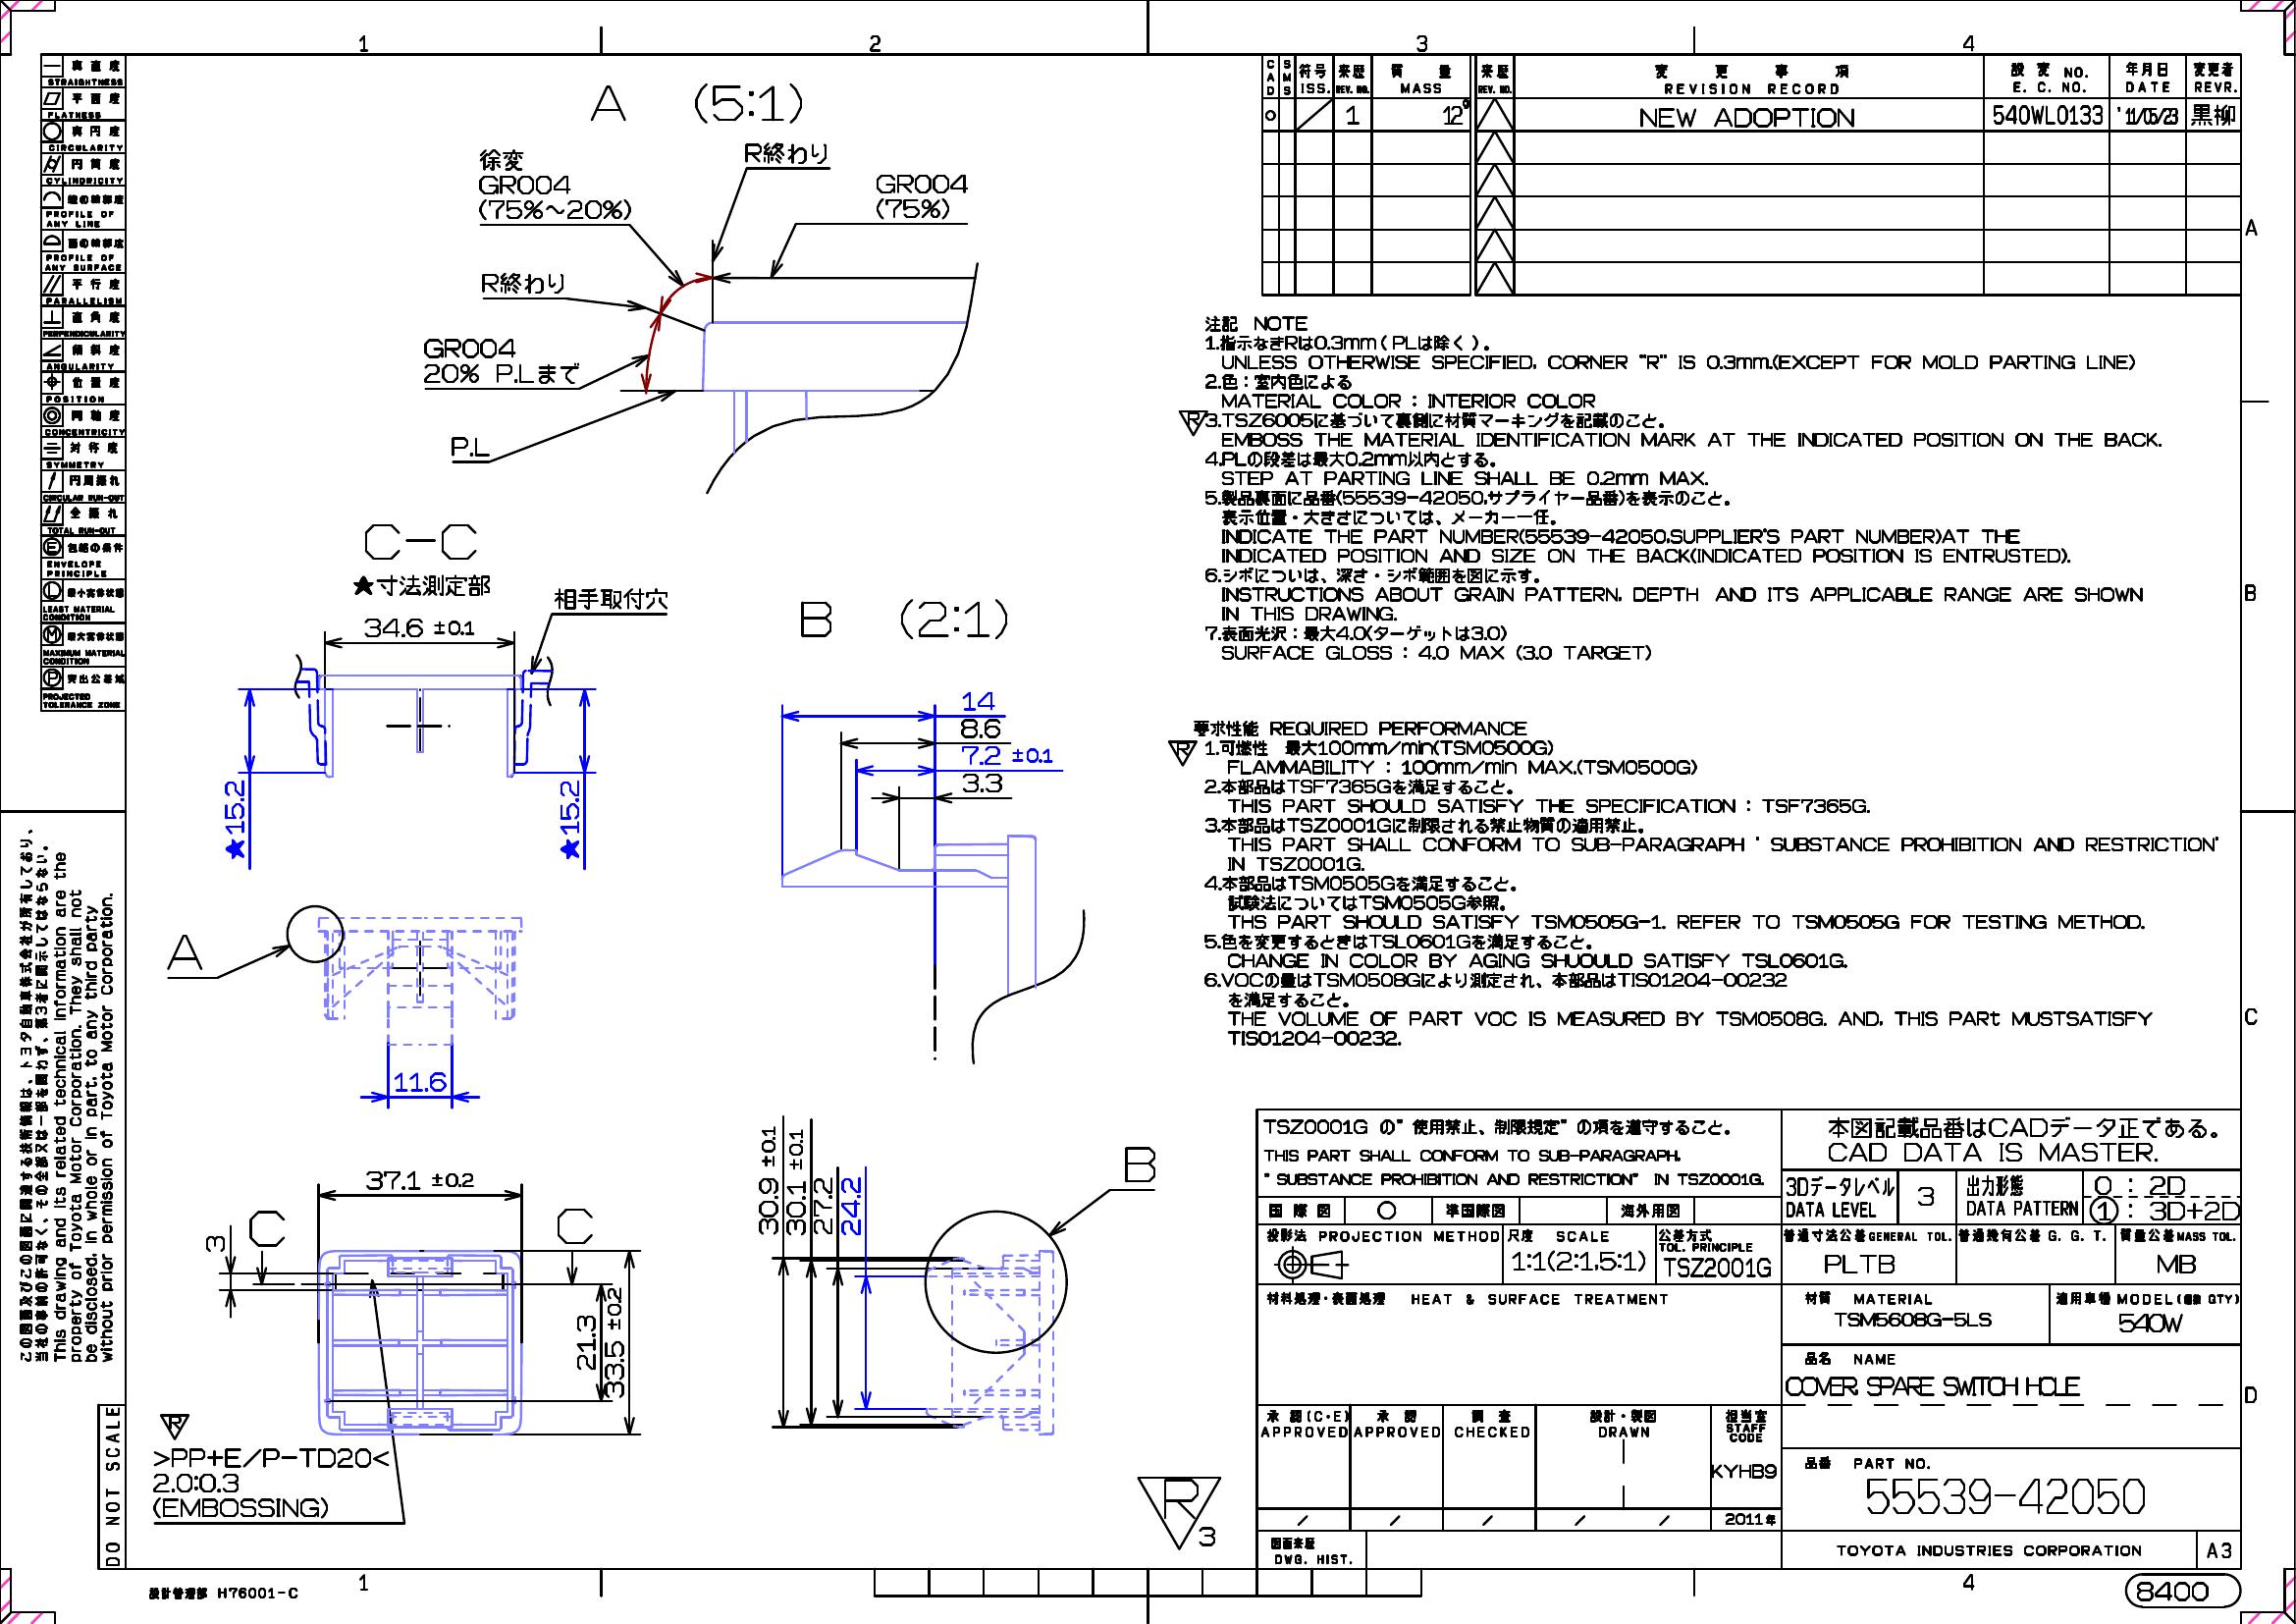 1 2 3 4
真直度
STRAIGHTNESS
平面度
FLATNESS
真円度
CIRCULARITY
円筒度
CYLINDRICITY
線の輪郭度
PROFILE OF
ANY LINE
面の輪郭度
PROFILE OF
ANY SURFACE
平行度
PARALLELISM
直角度
PERPENDICULARITY
傾斜度
ANGULARITY
位置度
POSITION
同軸度
CONCENTRICITY
対称度
SYMMETRY
円周振れ
CIRCULAR RUN-OUT
全振れ
TOTAL RUN-OUT
E 包絡の条件
ENVELOPE
PRINCIPLE
L 最小実体状態
LEAST MATERIAL
CONDITION
M 最大実体状態
MAXIMUM MATERIAL
CONDITION
P 突出公差域
PROJECTED
TOLERANCE ZONE
この図面及びこの図面に関連する技術情報は、トヨタ自動車株式会社が所有しており、
当社の事前の許可なく、その全部又は一部を問わず、第3者に開示してはならない。
This drawing and its related technical information are the
property of Toyota Motor Corporation. They shall not
be disclosed, in whole or in part, to any third party
without prior permission of Toyota Motor Corporation.
DO NOT SCALE
A (5:1)
徐変
GR004
(75%~20%)
R終わり
GR004
(75%)
R終わり
GR004
20% P.Lまで
P.L
C-C
★寸法測定部
相手取付穴
34.6 ±0.1
★15.2
★15.2
B (2:1)
14
8.6
7.2 ±0.1
3.3
A
11.6
37.1 ±0.2
3
C
C
21.3
33.5 ±0.2
R
>PP+E/P-TD20<
2.0:0.3
(EMBOSSING)
30.9 ±0.1
30.1 ±0.1
27.2
24.2
B
R 3
CAD SMS 符号 来歴 質量 来歴 変更事項 設変 NO. 年月日 変更者
ISS. REV. NO. MASS REV. NO. REVISION RECORD E. C. NO. DATE REVR.
1 12g NEW ADOPTION 540WL0133 '11/05/23 黒柳
A
B
C
D
注記 NOTE
1.指示なきRは0.3mm(PLは除く)。
UNLESS OTHERWISE SPECIFIED, CORNER "R" IS 0.3mm.(EXCEPT FOR MOLD PARTING LINE)
2.色:室内色による
MATERIAL COLOR : INTERIOR COLOR
R 3.TSZ6005に基づいて裏側に材質マーキングを記載のこと。
EMBOSS THE MATERIAL IDENTIFICATION MARK AT THE INDICATED POSITION ON THE BACK.
4.PLの段差は最大0.2mm以内とする。
STEP AT PARTING LINE SHALL BE 0.2mm MAX.
5.製品裏面に品番(55539-42050,サプライヤー品番)を表示のこと。
表示位置・大きさについては、メーカー一任。
INDICATE THE PART NUMBER(55539-42050,SUPPLIER'S PART NUMBER)AT THE
INDICATED POSITION AND SIZE ON THE BACK(INDICATED POSITION IS ENTRUSTED).
6.シボについは、深さ・シボ範囲を図に示す。
INSTRUCTIONS ABOUT GRAIN PATTERN, DEPTH AND ITS APPLICABLE RANGE ARE SHOWN
IN THIS DRAWING.
7.表面光沢:最大4.0(ターゲットは3.0)
SURFACE GLOSS : 4.0 MAX (3.0 TARGET)
要求性能 REQUIRED PERFORMANCE
R 1.可燃性 最大100mm/min(TSM0500G)
FLAMMABILITY : 100mm/min MAX.(TSM0500G)
2.本部品はTSF7365Gを満足すること。
THIS PART SHOULD SATISFY THE SPECIFICATION : TSF7365G.
3.本部品はTSZ0001Gに制限される禁止物質の適用禁止。
THIS PART SHALL CONFORM TO SUB-PARAGRAPH ' SUBSTANCE PROHIBITION AND RESTRICTION'
IN TSZ0001G.
4.本部品はTSM0505Gを満足すること。
試験法についてはTSM0505G参照。
THS PART SHOULD SATISFY TSM0505G-1. REFER TO TSM0505G FOR TESTING METHOD.
5.色を変更するときはTSL0601Gを満足すること。
CHANGE IN COLOR BY AGING SHUOULD SATISFY TSL0601G.
6.VOCの量はTSM0508Gにより測定され、本部品はTIS01204-00232
を満足すること。
THE VOLUME OF PART VOC IS MEASURED BY TSM0508G. AND, THIS PARt MUSTSATISFY
TIS01204-00232.
TSZ0001G の" 使用禁止、制限規定" の項を遵守すること。
THIS PART SHALL CONFORM TO SUB-PARAGRAPH,
" SUBSTANCE PROHIBITION AND RESTRICTION" IN TSZ0001G.
本図記載品番はCADデータ正である。
CAD DATA IS MASTER.
国際図 ○ 準国際図 海外用図
3Dデータレベル
DATA LEVEL
3
出力形態
DATA PATTERN
0 : 2D
1 : 3D+2D
投影法 PROJECTION METHOD
尺度 SCALE
1:1(2:1,5:1)
公差方式
TOL. PRINCIPLE
TSZ2001G
普通寸法公差 GENERAL TOL.
PLTB
普通幾何公差 G. G. T.
質量公差 MASS TOL.
MB
材料処理・表面処理 HEAT & SURFACE TREATMENT
材質 MATERIAL
TSM5608G-5LS
適用車種 MODEL (個数 QTY)
540W
品名 NAME
COVER, SPARE SWITCH HOLE
承認(C・E) 承認 調査 設計・製図 担当室
APPROVED APPROVED CHECKED DRAWN STAFF
CODE
KYHB9
/ / / / / 2011年
品番 PART NO.
55539-42050
図面来歴
DWG. HIST.
TOYOTA INDUSTRIES CORPORATION A3
設計管理部 H76001-C
1 4
8400